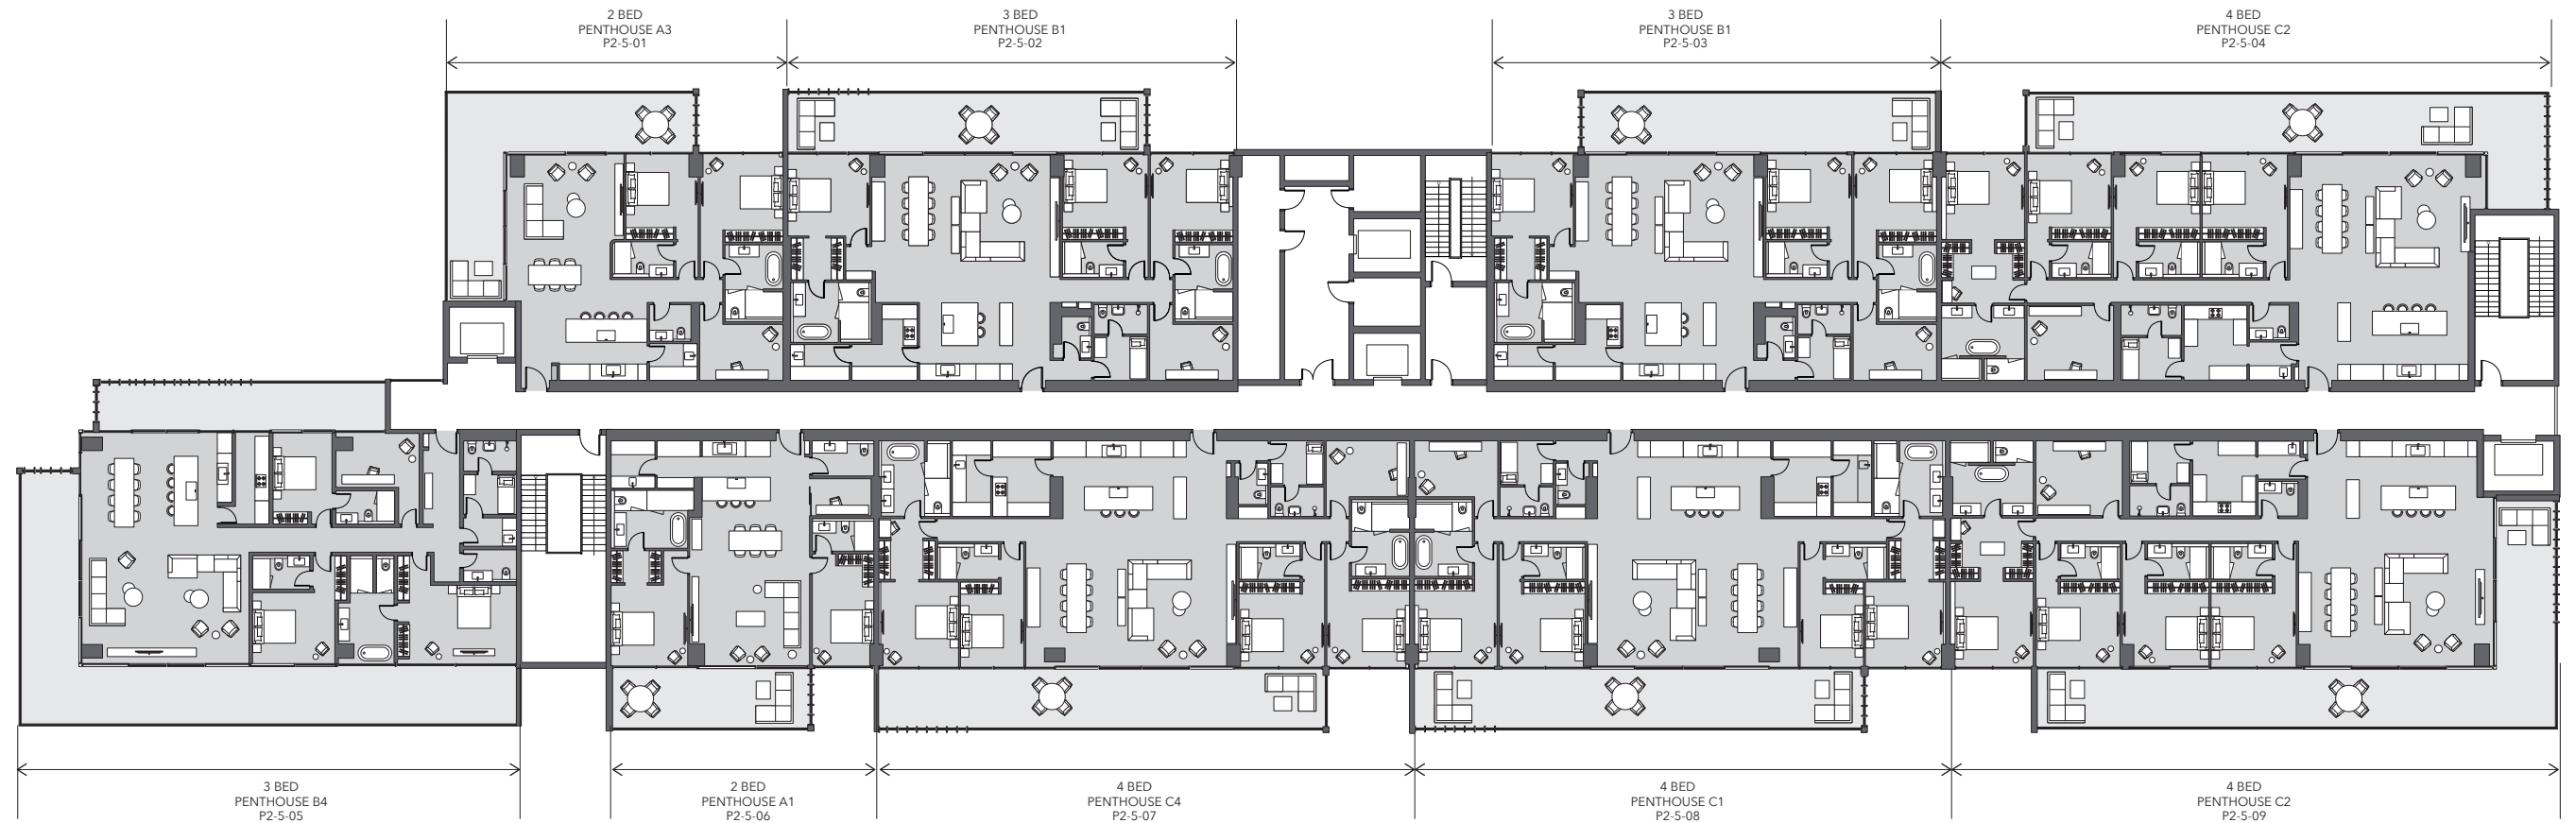 2 BED
PENTHOUSE A3
P2-5-01
3 BED
PENTHOUSE B1
P2-5-02
3 BED
PENTHOUSE B1
P2-5-03
4 BED
PENTHOUSE C2
P2-5-04
3 BED
PENTHOUSE B4
P2-5-05
2 BED
PENTHOUSE A1
P2-5-06
4 BED
PENTHOUSE C4
P2-5-07
4 BED
PENTHOUSE C1
P2-5-08
4 BED
PENTHOUSE C2
P2-5-09